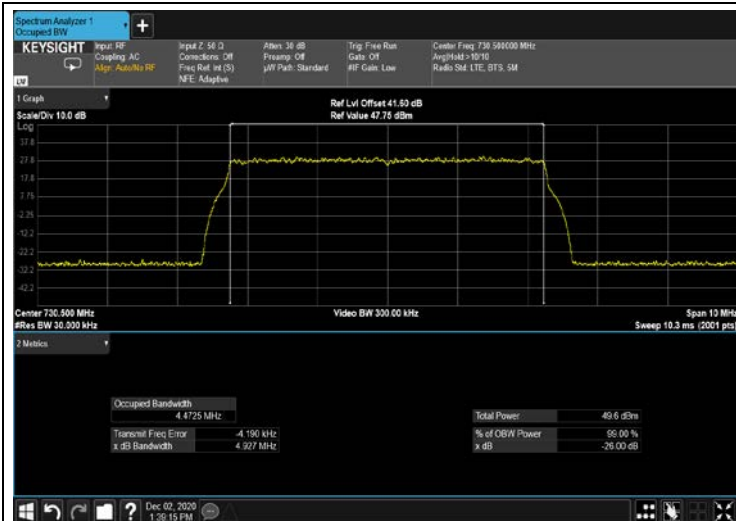 Spectrum Analyzer 1
Occupied BW
KEYSIGHT
Input: RF
Coupling: AC
Align: Auto/No RF
Input Z: 50 Ω
Corrections: Off
Freq Ref: Int (S)
NFE: Adaptive
Atten: 30 dB
Preamp: Off
µW Path: Standard
Trig: Free Run
Gate: Off
#IF Gain: Low
Center Freq: 730.500000 MHz
Avg|Hold:>10/10
Radio Std: LTE, BTS, 5M
1 Graph
Scale/Div 10.0 dB
Ref Lvl Offset 41.60 dB
Ref Value 47.75 dBm
Log
37.8
27.8
17.8
7.75
-2.25
-12.2
-22.2
-32.2
-42.2
Center 730.500 MHz
Video BW 300.00 kHz
Span 10 MHz
#Res BW 30.000 kHz
Sweep 10.3 ms (2001 pts)
2 Metrics
Occupied Bandwidth
4.4725 MHz
Total Power 49.6 dBm
Transmit Freq Error -4.190 kHz
% of OBW Power 99.00 %
x dB Bandwidth 4.927 MHz
x dB -26.00 dB
Dec 02, 2020
1:39:15 PM